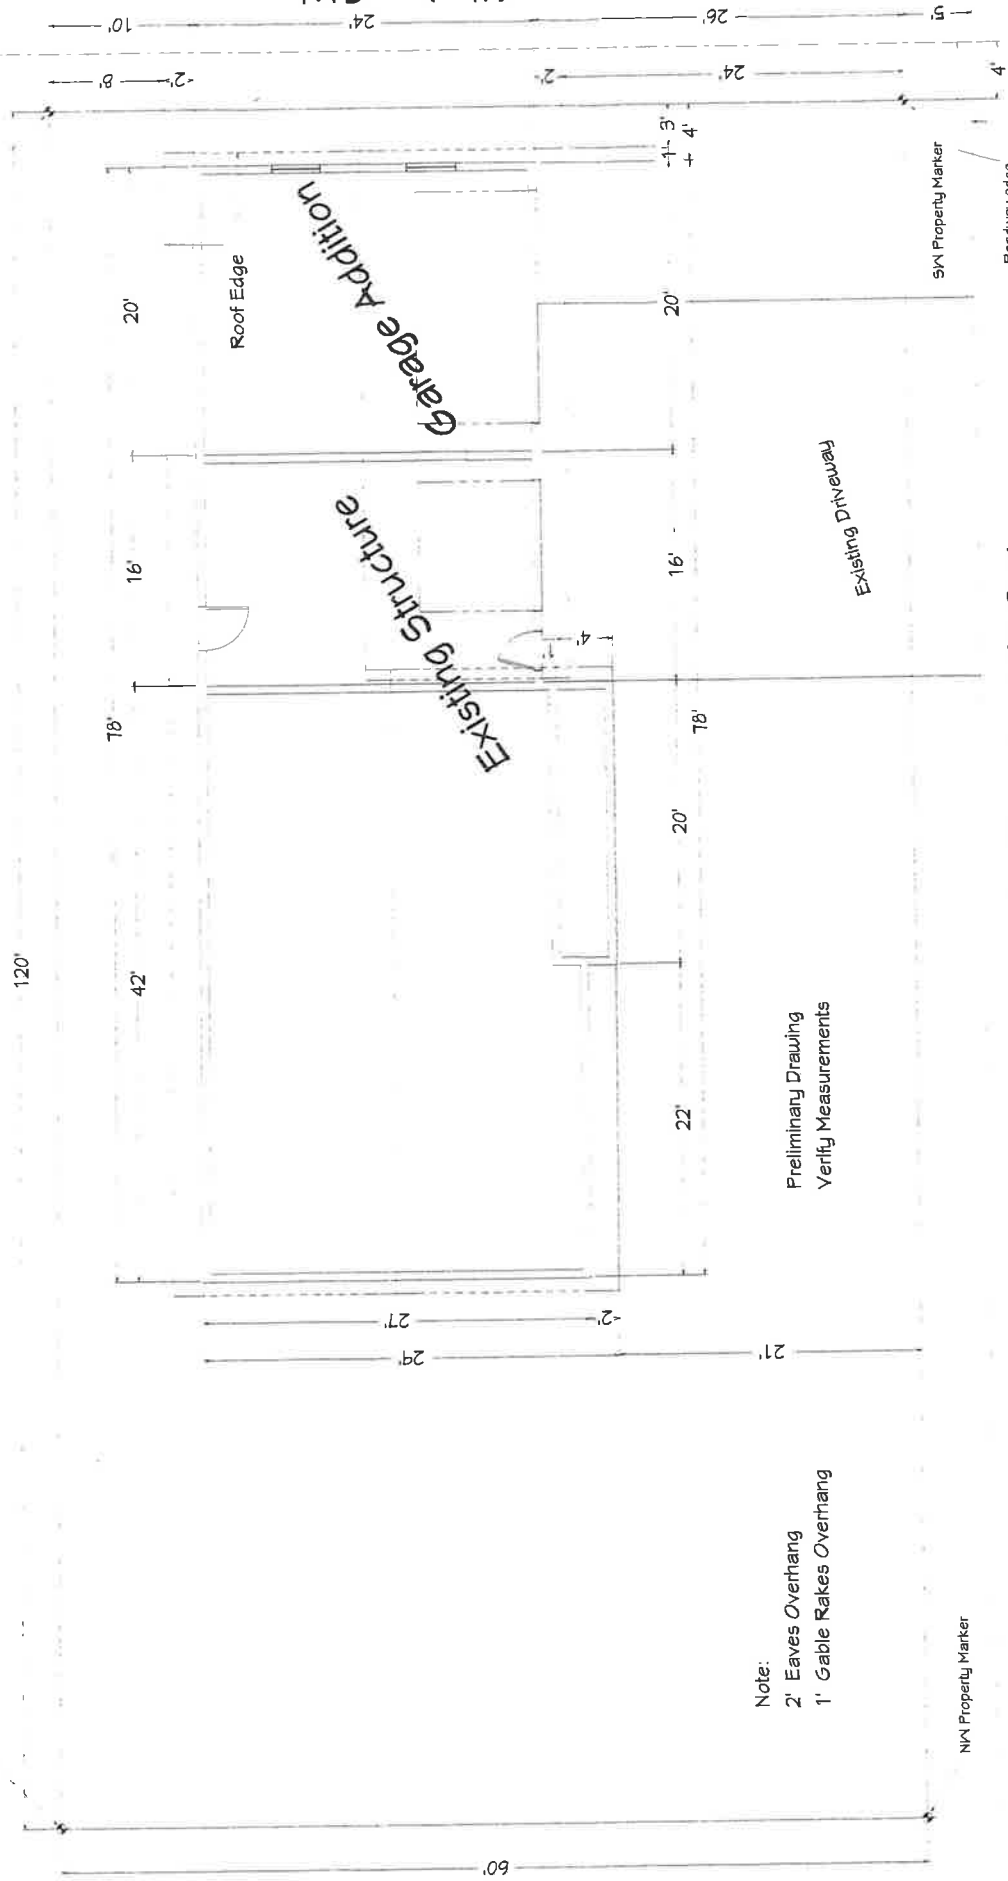 10'
24'
26'
5'
8'
2'
2'
24'
4'
3'
1'
4'
SW Property Marker
Roof Edge
20'
Garage Addition
20'
16'
Existing Structure
16'
4'
1'
Existing Driveway
78'
78'
120'
42'
20'
22'
Preliminary Drawing
Verify Measurements
27'
2'
29'
21'
Note:
2' Eaves Overhang
1' Gable Rakes Overhang
NW Property Marker
60'